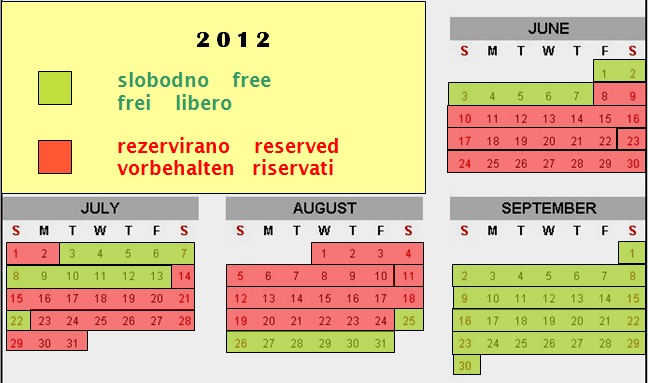 2 0 1 2
slobodno free
frei libero
rezervirano reserved
vorbehalten riservati
JUNE
S M T W T F S
1 2
3 4 5 6 7 8 9
10 11 12 13 14 15 16
17 18 19 20 21 22 23
24 25 26 27 28 29 30
JULY
S M T W T F S
1 2 3 4 5 6 7
8 9 10 11 12 13 14
15 16 17 18 19 20 21
22 23 24 25 26 27 28
29 30 31
AUGUST
S M T W T F S
1 2 3 4
5 6 7 8 9 10 11
12 13 14 15 16 17 18
19 20 21 22 23 24 25
26 27 28 29 30 31
SEPTEMBER
S M T W T F S
1
2 3 4 5 6 7 8
9 10 11 12 13 14 15
16 17 18 19 20 21 22
23 24 25 26 27 28 29
30